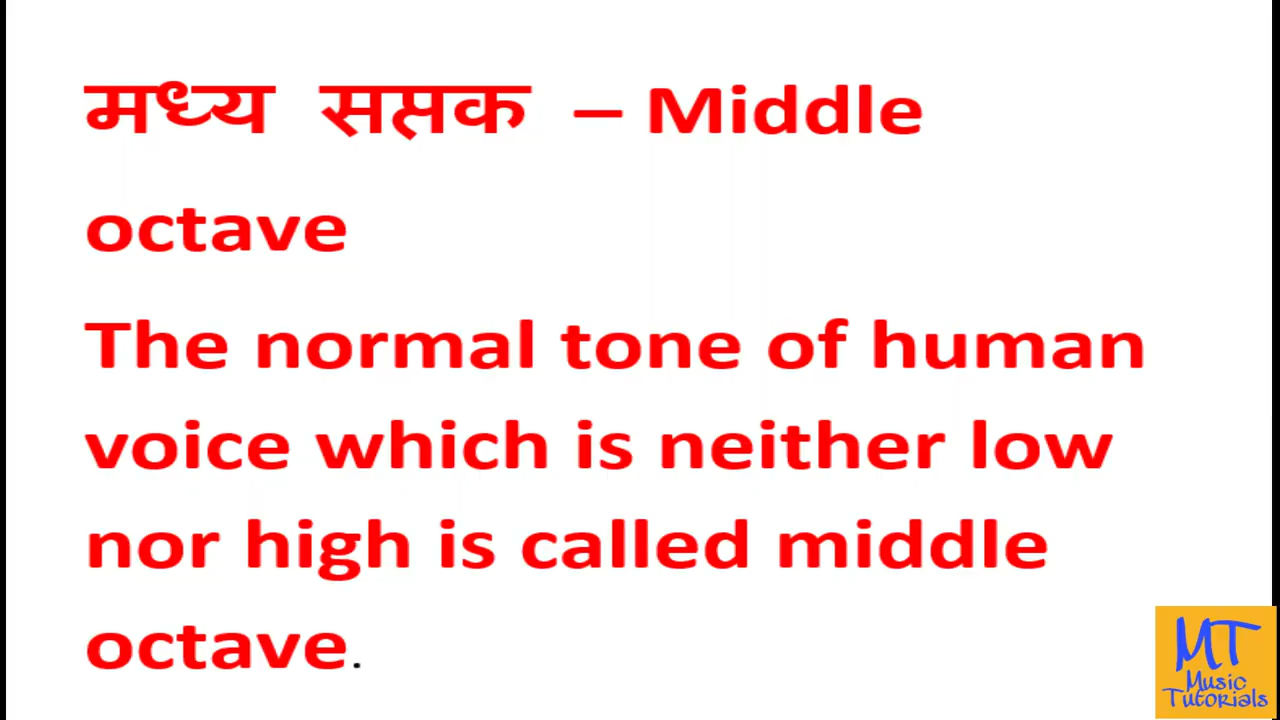 मध्य सप्तक – Middle
octave
The normal tone of human
voice which is neither low
nor high is called middle
octave.
MT
Music
Tutorials